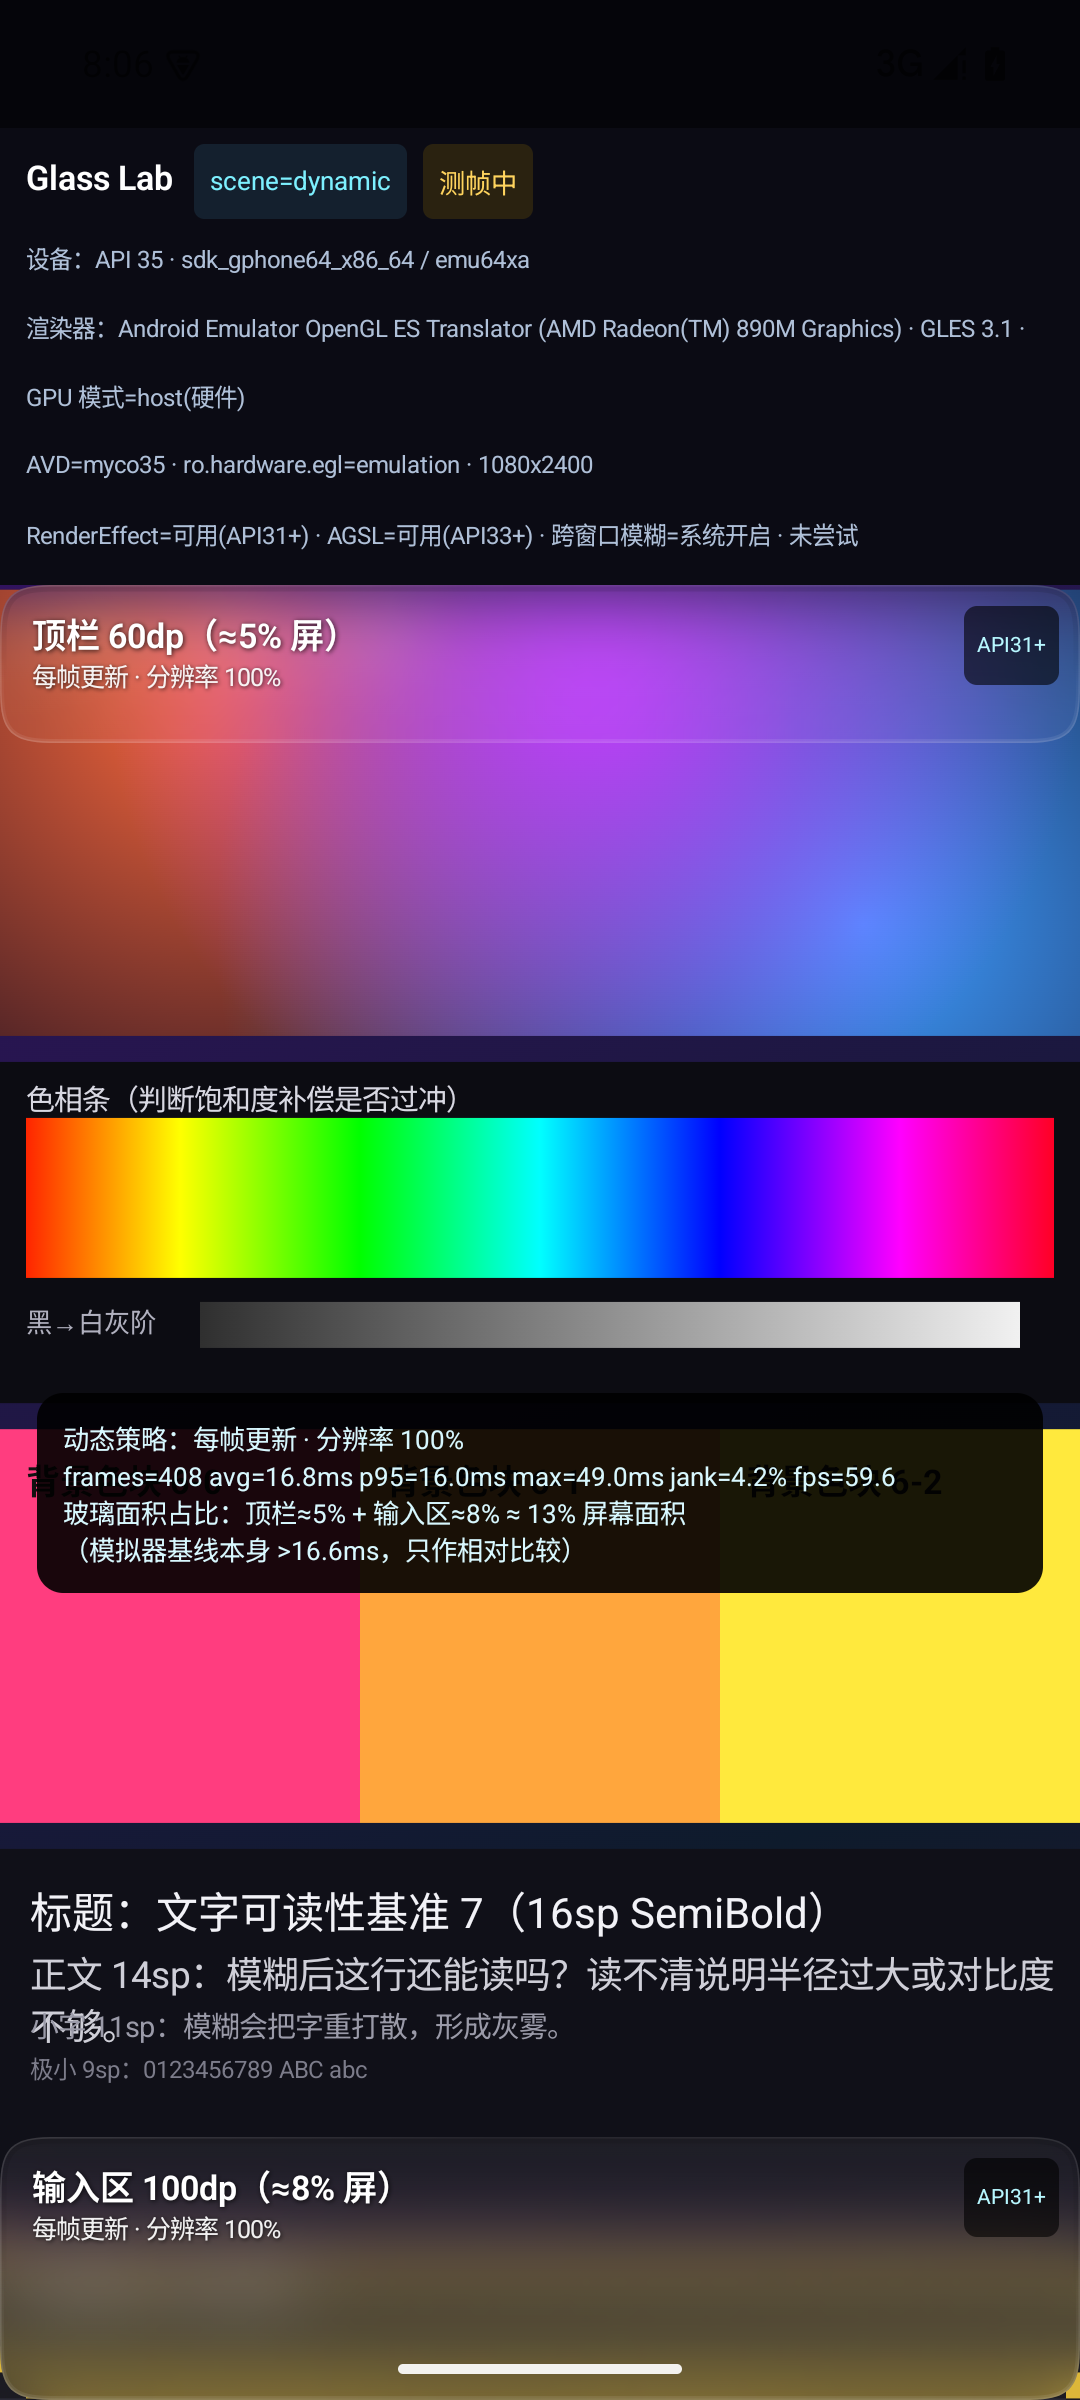 8:06 3G
Glass Lab scene=dynamic 测帧中
设备：API 35 · sdk_gphone64_x86_64 / emu64xa
渲染器：Android Emulator OpenGL ES Translator (AMD Radeon(TM) 890M Graphics) · GLES 3.1 ·
GPU 模式=host(硬件)
AVD=myco35 · ro.hardware.egl=emulation · 1080x2400
RenderEffect=可用(API31+) · AGSL=可用(API33+) · 跨窗口模糊=系统开启 · 未尝试
顶栏 60dp（≈5% 屏） API31+
每帧更新 · 分辨率 100%
色相条（判断饱和度补偿是否过冲）
黑→白灰阶
动态策略：每帧更新 · 分辨率 100%
frames=408 avg=16.8ms p95=16.0ms max=49.0ms jank=4.2% fps=59.6
背景色块 6-2
玻璃面积占比：顶栏≈5% + 输入区≈8% ≈ 13% 屏幕面积
（模拟器基线本身 >16.6ms，只作相对比较）
标题：文字可读性基准 7（16sp SemiBold）
正文 14sp：模糊后这行还能读吗？读不清说明半径过大或对比度
不够。
小字 11sp：模糊会把字重打散，形成灰雾。
极小 9sp：0123456789 ABC abc
输入区 100dp（≈8% 屏） API31+
每帧更新 · 分辨率 100%